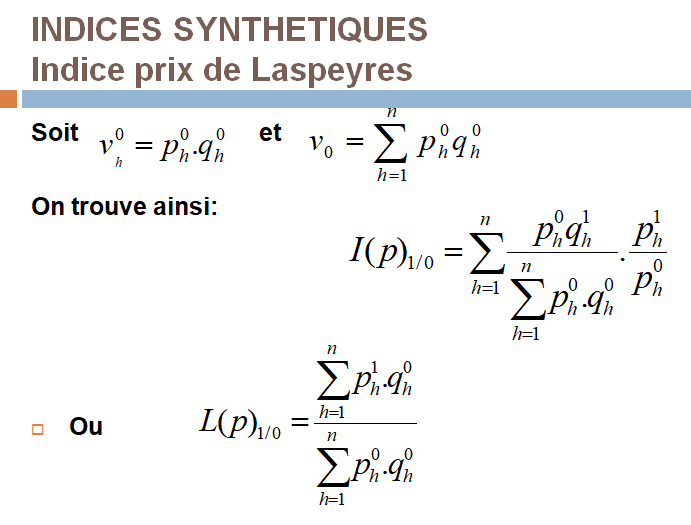 INDICES SYNTHETIQUES
Indice prix de Laspeyres
Soit v_h^0 = p_h^0.q_h^0 et v_0 = \sum_{h=1}^{n} p_h^0 q_h^0
On trouve ainsi:
I(p)_{1/0} = \sum_{h=1}^{n} \frac{p_h^0 q_h^1}{\sum_{h=1}^{n} p_h^0.q_h^0} . \frac{p_h^1}{p_h^0}
Ou L(p)_{1/0} = \frac{\sum_{h=1}^{n} p_h^1.q_h^0}{\sum_{h=1}^{n} p_h^0.q_h^0}